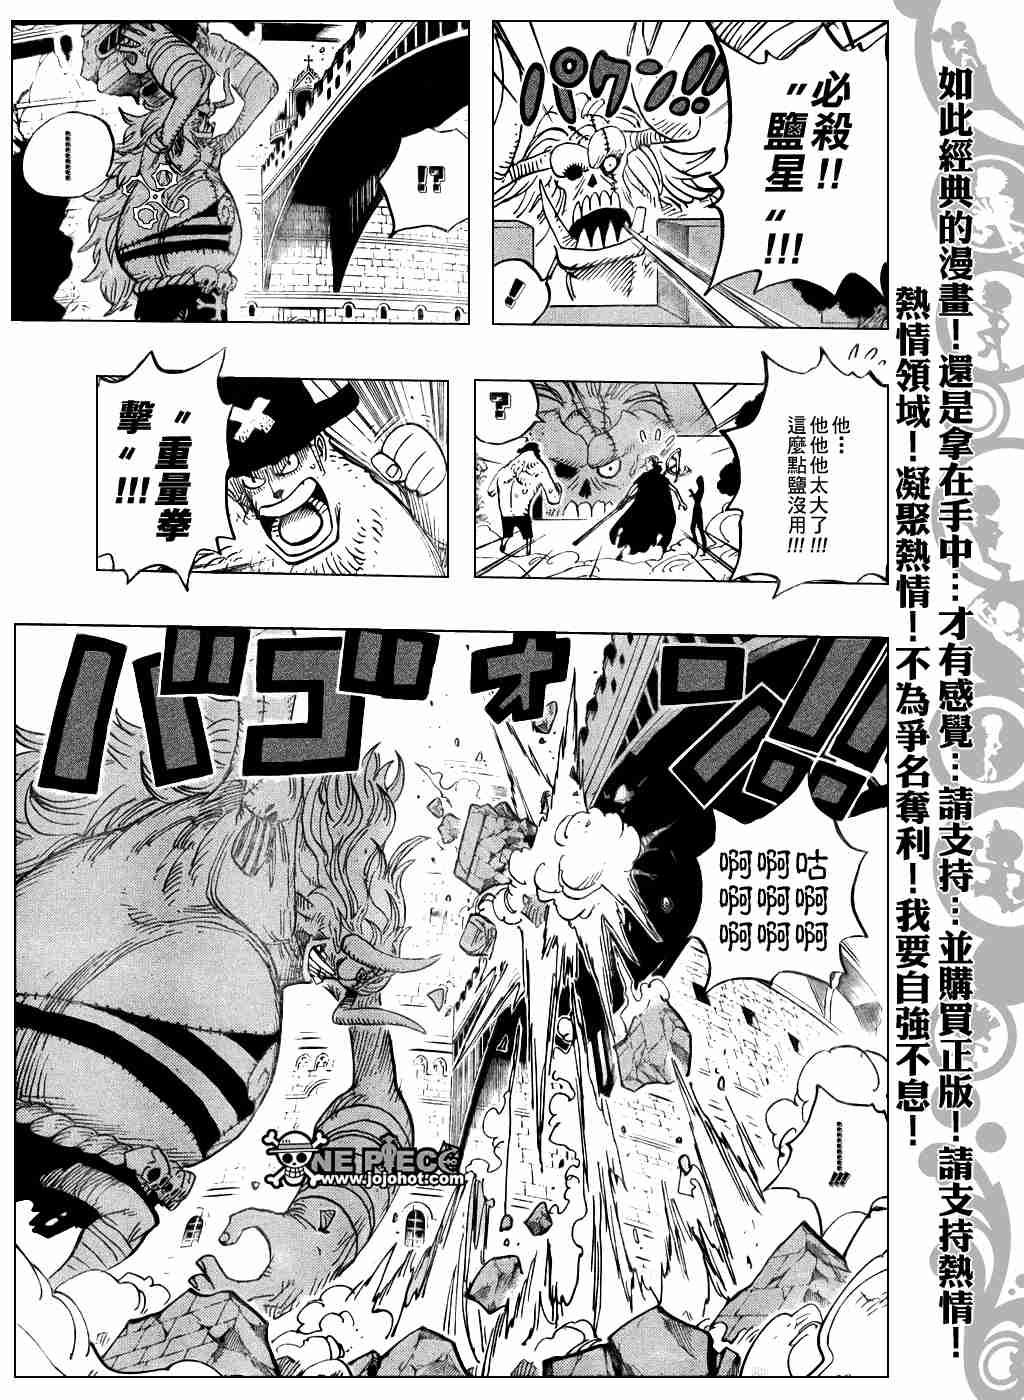 必殺!!
"鹽星"!!!
パクン!!
!
!?
…………
他…
他他他太大了!!!
這麼點鹽沒用!!!
?
"重量拳
擊"!!!
バゴォン!!
咕啊啊
啊啊啊
啊啊啊
…………!!!
ONE PIECE
www.jojohot.com
如此經典的漫畫!還是拿在手中…才有感覺…請支持…並購買正版!請支持熱情!
熱情領域!凝聚熱情!不為爭名奪利!我要自強不息!